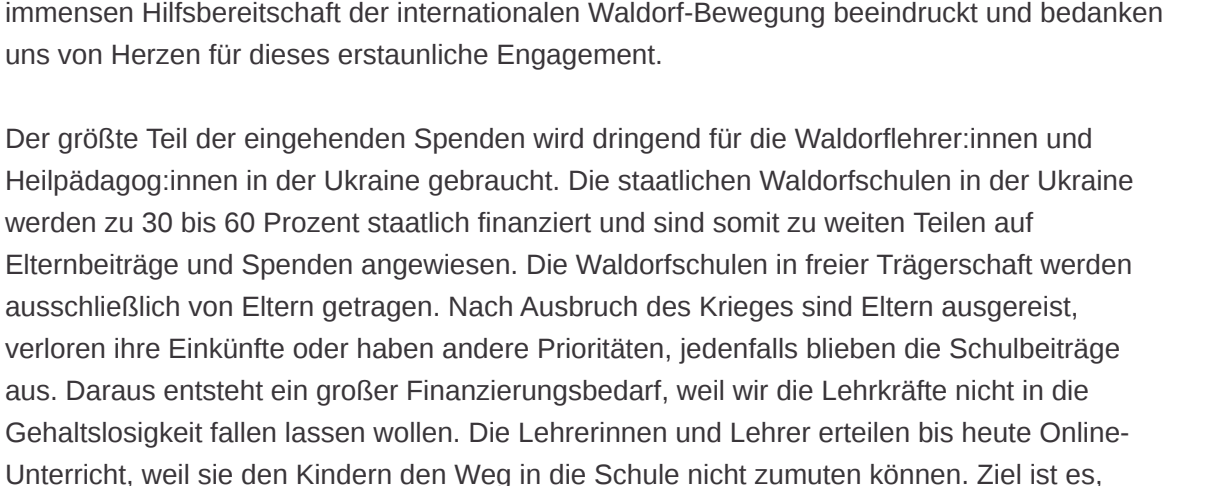 immensen Hilfsbereitschaft der internationalen Waldorf-Bewegung beeindruckt und bedanken
uns von Herzen für dieses erstaunliche Engagement.
Der größte Teil der eingehenden Spenden wird dringend für die Waldorflehrer:innen und
Heilpädagog:innen in der Ukraine gebraucht. Die staatlichen Waldorfschulen in der Ukraine
werden zu 30 bis 60 Prozent staatlich finanziert und sind somit zu weiten Teilen auf
Elternbeiträge und Spenden angewiesen. Die Waldorfschulen in freier Trägerschaft werden
ausschließlich von Eltern getragen. Nach Ausbruch des Krieges sind Eltern ausgereist,
verloren ihre Einkünfte oder haben andere Prioritäten, jedenfalls blieben die Schulbeiträge
aus. Daraus entsteht ein großer Finanzierungsbedarf, weil wir die Lehrkräfte nicht in die
Gehaltslosigkeit fallen lassen wollen. Die Lehrerinnen und Lehrer erteilen bis heute Online-
Unterricht, weil sie den Kindern den Weg in die Schule nicht zumuten können. Ziel ist es,